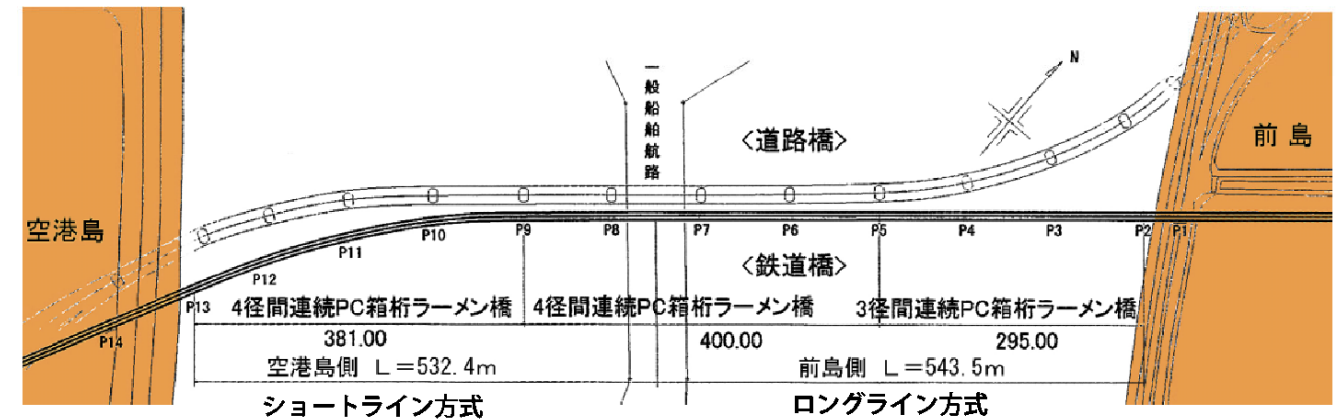 一般船舶航路
N
<道路橋>
前島
空港島
P14
P13
P12
P11
P10
P9
P8
P7
P6
P5
P4
P3
P2
P1
<鉄道橋>
4径間連続PC箱桁ラーメン橋
4径間連続PC箱桁ラーメン橋
3径間連続PC箱桁ラーメン橋
381.00
400.00
295.00
空港島側 L=532.4m
前島側 L=543.5m
ショートライン方式
ロングライン方式